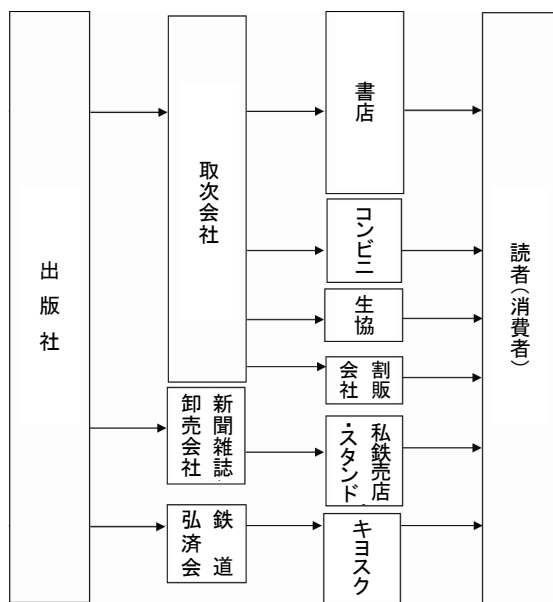 出版社
取次会社
新聞雑誌
卸売会社
鉄道
弘済会
書店
コンビニ
生協
割販
会社
私鉄売店
・スタンド
キヨスク
読者(消費者)